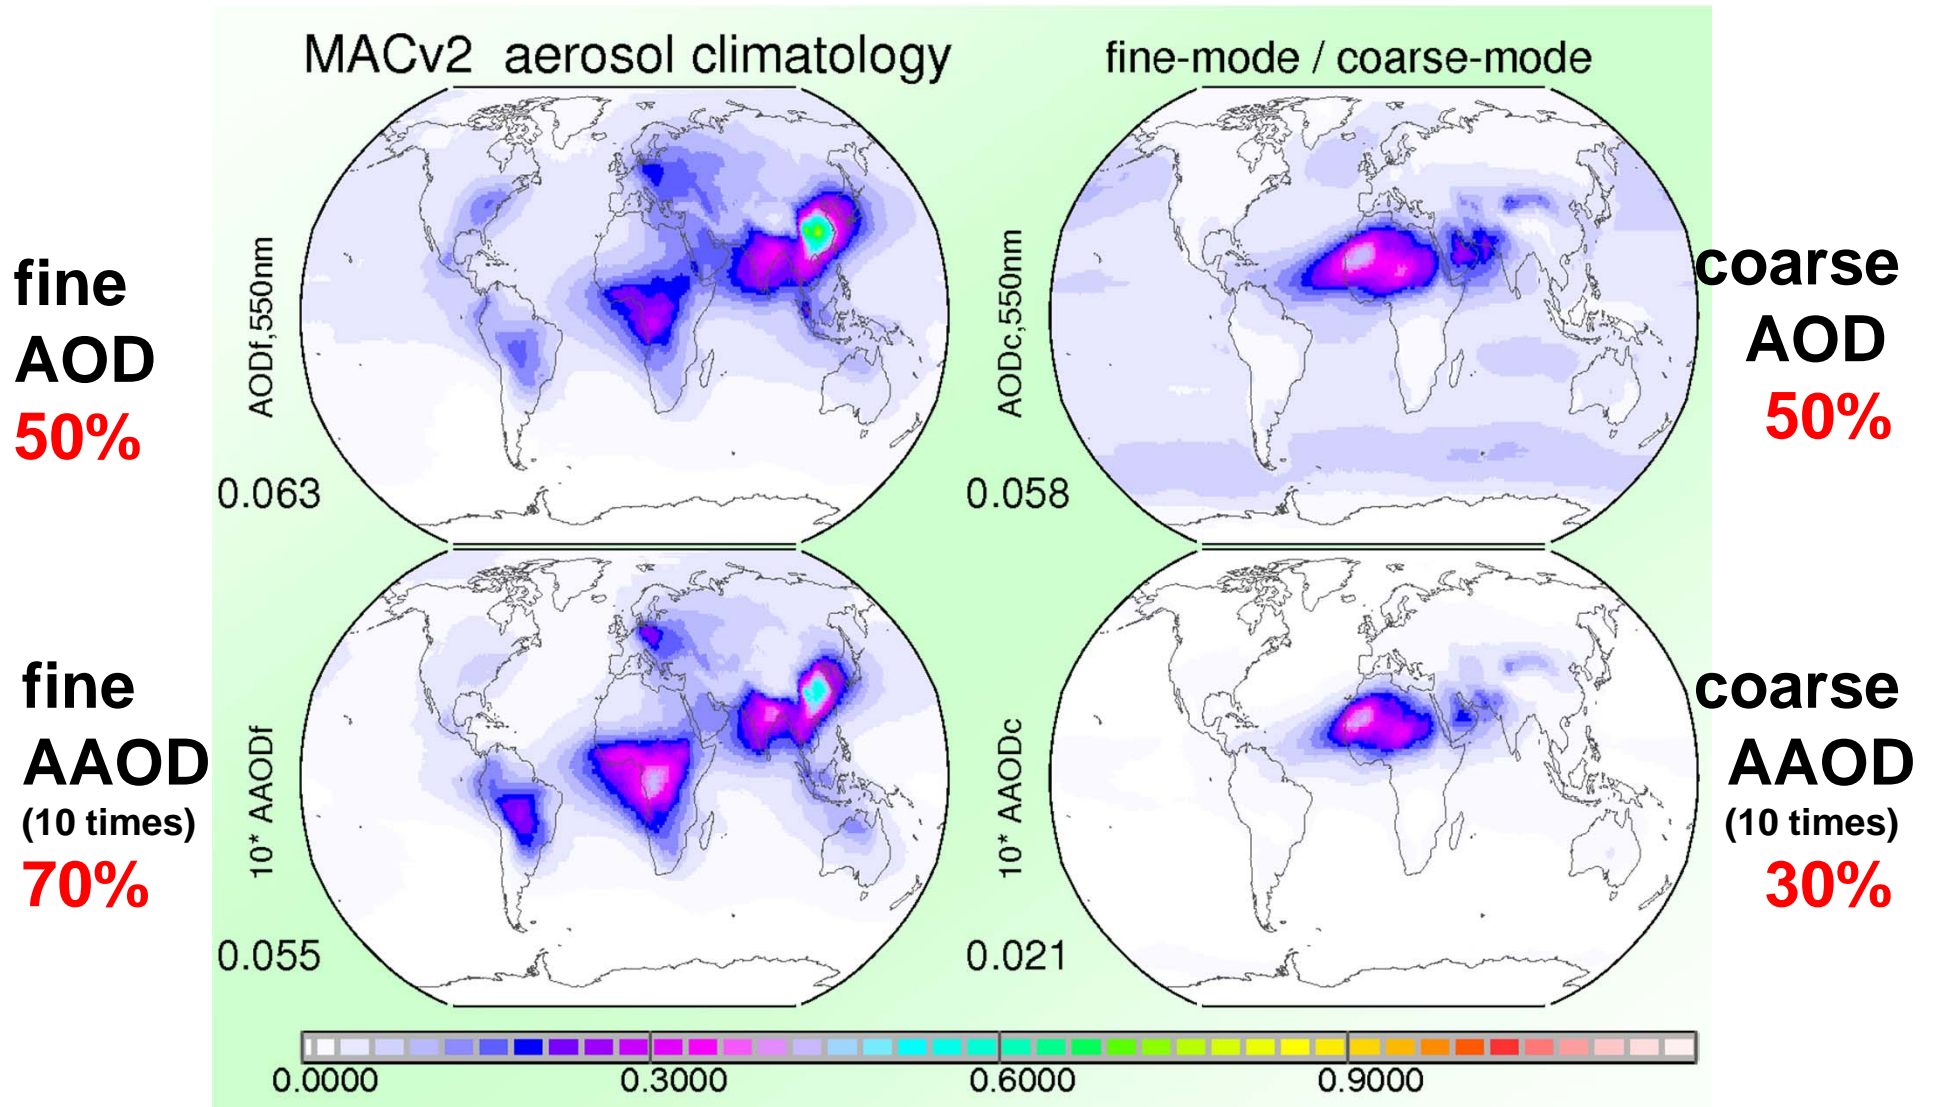 MACv2 aerosol climatology
fine-mode / coarse-mode
fine
AOD
50%
AODf,550nm
0.063
AODc,550nm
0.058
coarse
AOD
50%
fine
AAOD
(10 times)
70%
10* AAODf
0.055
10* AAODc
0.021
coarse
AAOD
(10 times)
30%
0.0000 0.3000 0.6000 0.9000